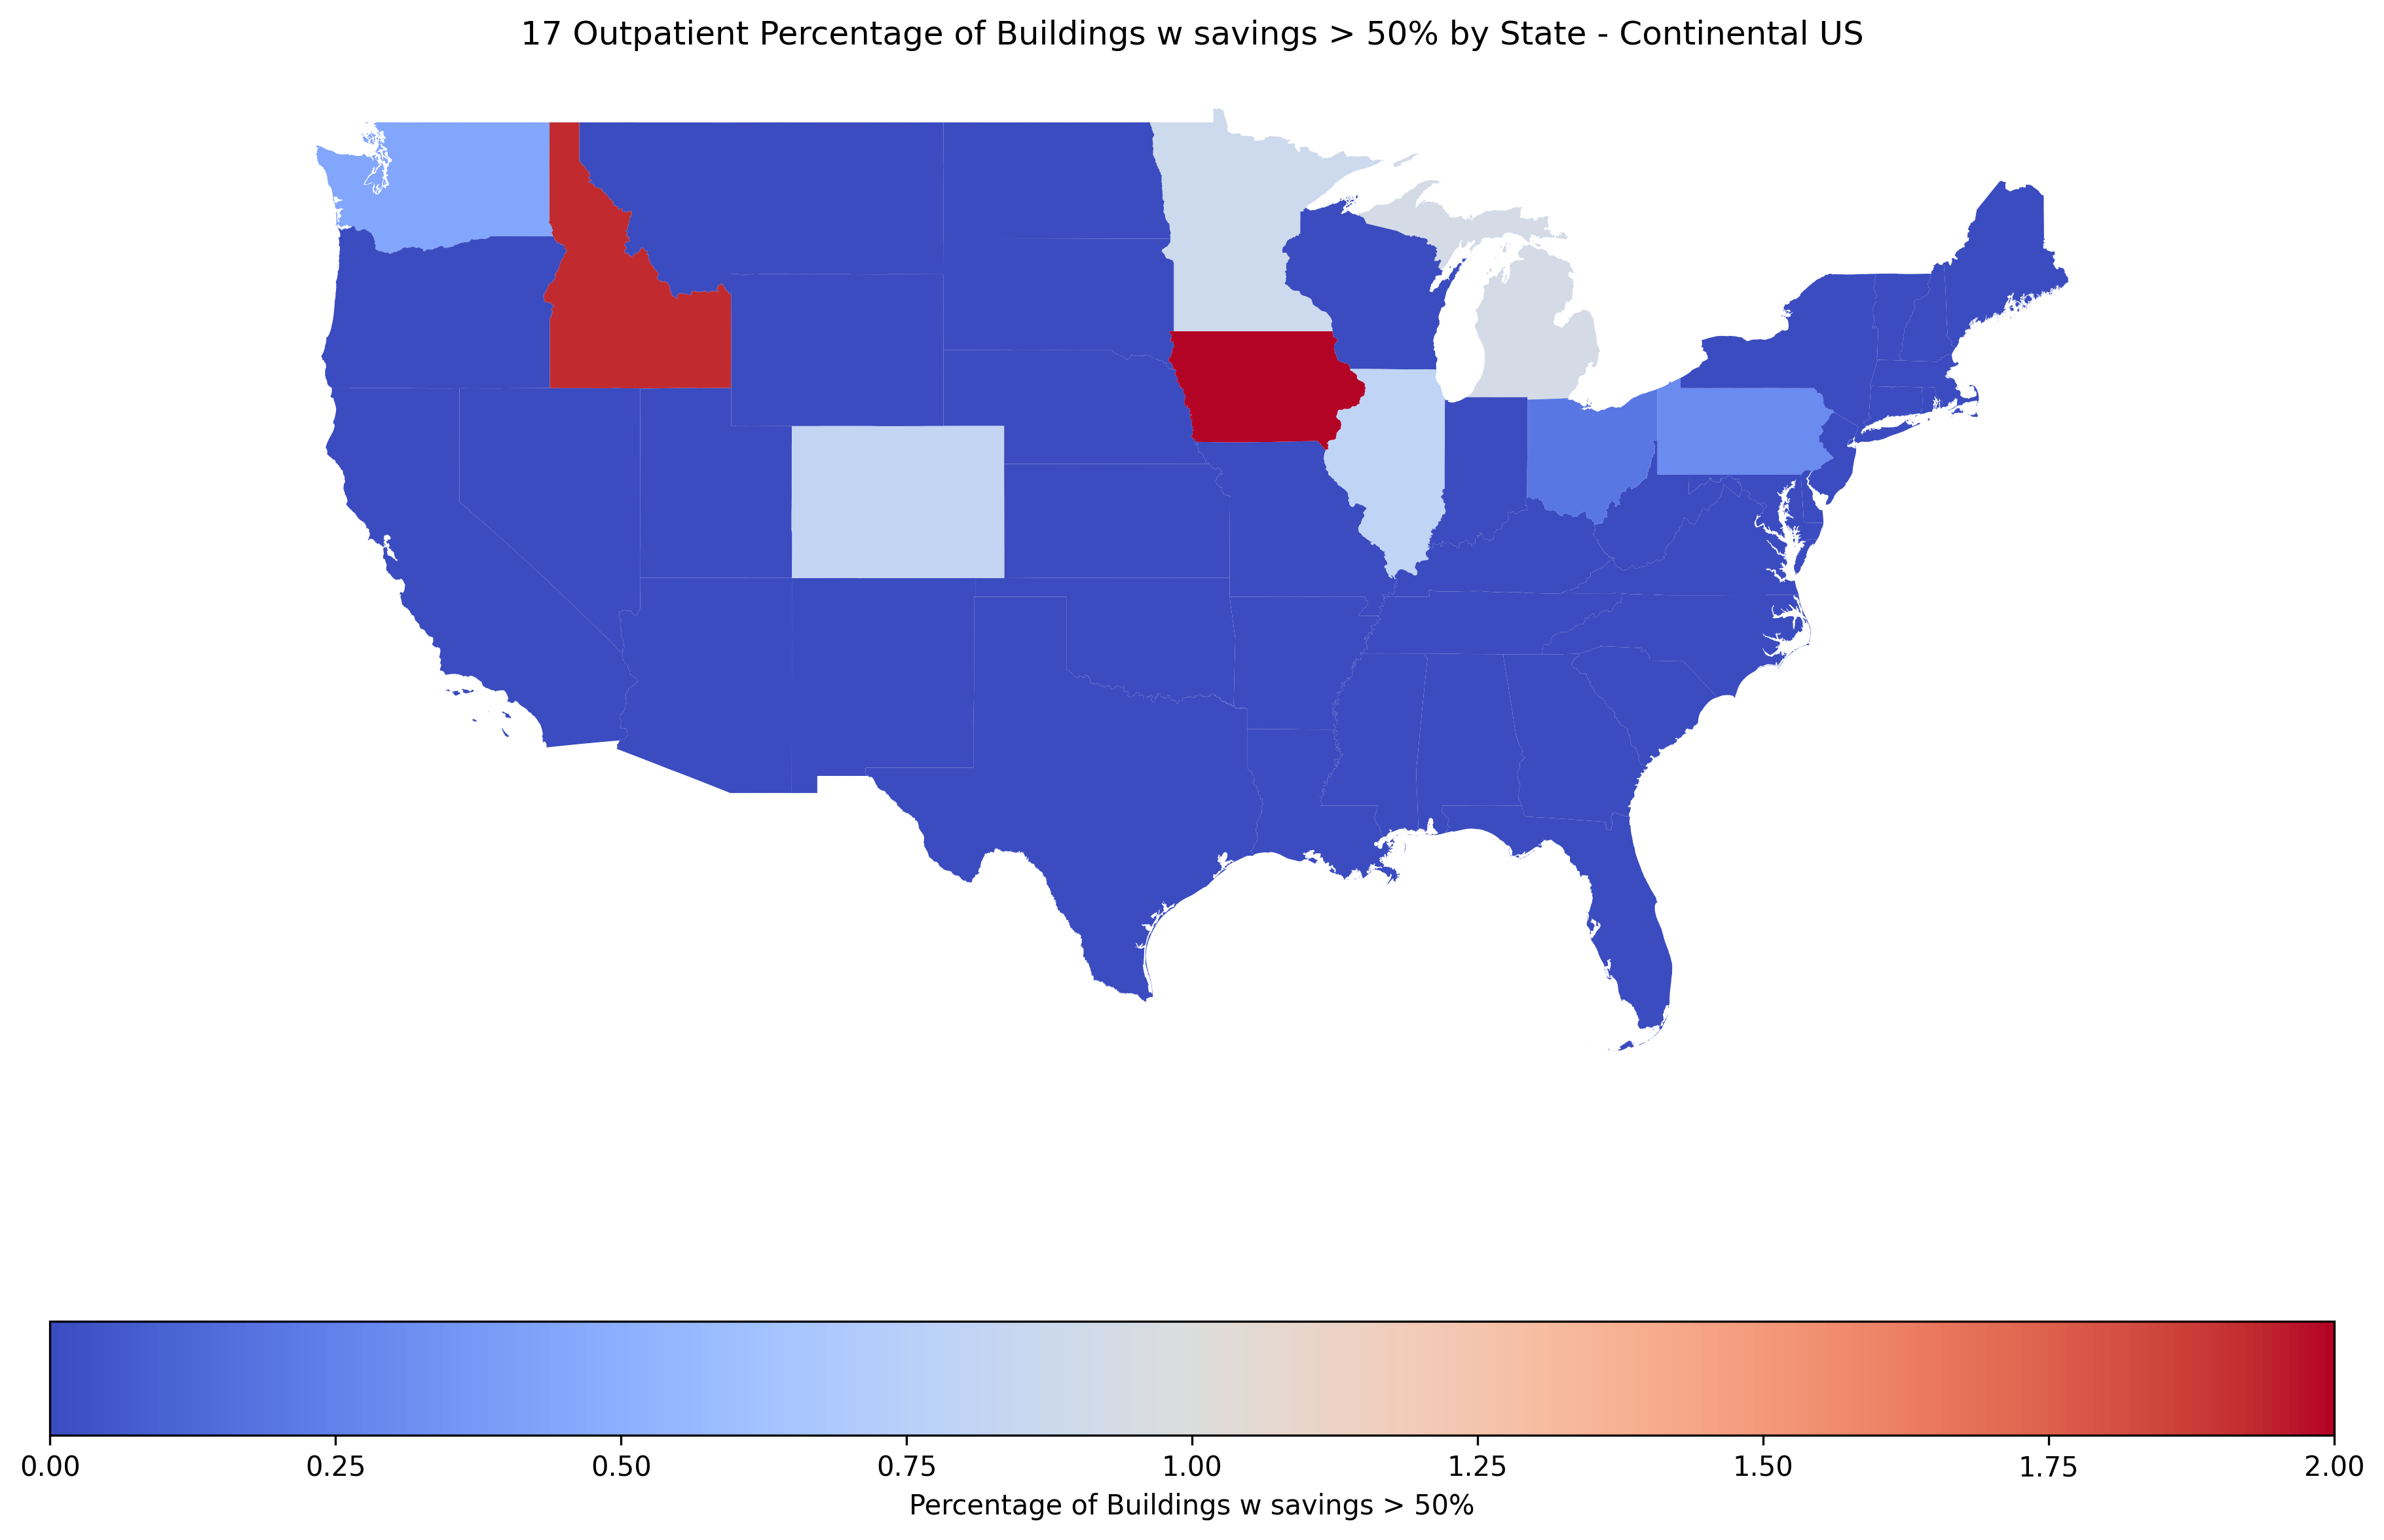 17 Outpatient Percentage of Buildings w savings > 50% by State - Continental US
0.00 0.25 0.50 0.75 1.00 1.25 1.50 1.75 2.00
Percentage of Buildings w savings > 50%